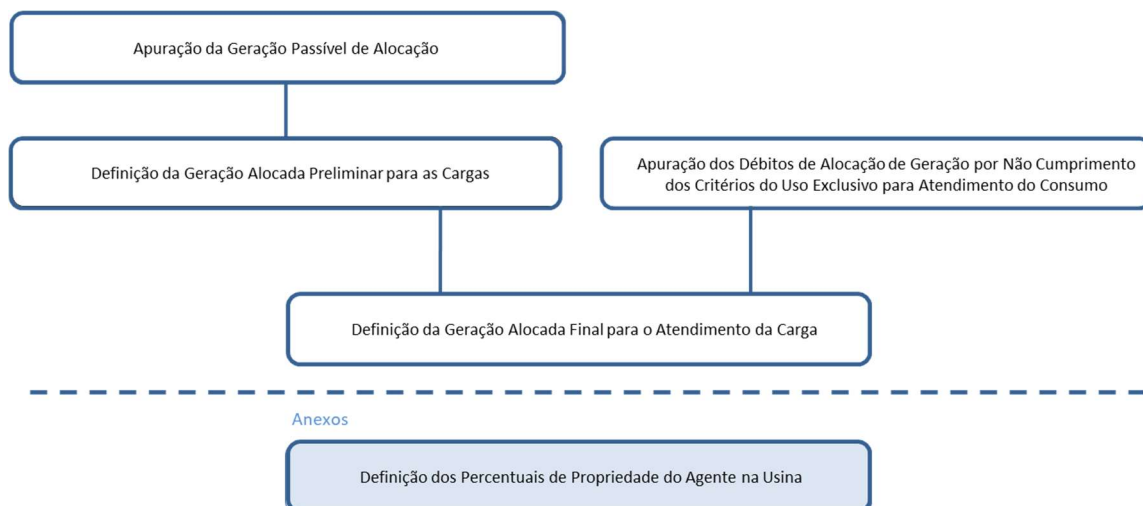 Apuração da Geração Passível de Alocação
Definição da Geração Alocada Preliminar para as Cargas
Apuração dos Débitos de Alocação de Geração por Não Cumprimento
dos Critérios do Uso Exclusivo para Atendimento do Consumo
Definição da Geração Alocada Final para o Atendimento da Carga
Anexos
Definição dos Percentuais de Propriedade do Agente na Usina